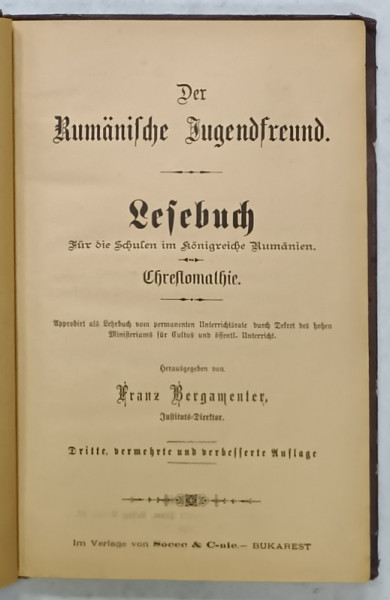 Der
Rumänische Jugendfreund.
Lesebuch
Für die Schulen im Königreiche Rumänien.
Chrestomathie.
Approbirt als Lehrbuch vom permanenten Unterrichtsrate durch Dekret des hohen
Ministeriums für Cultus und öffentl. Unterricht.
Herausgegeben von
Franz Bergamenter,
Instituts-Direktor.
Dritte, vermehrte und verbesserte Auflage
Im Verlage von Socec & C-nie.— BUKAREST